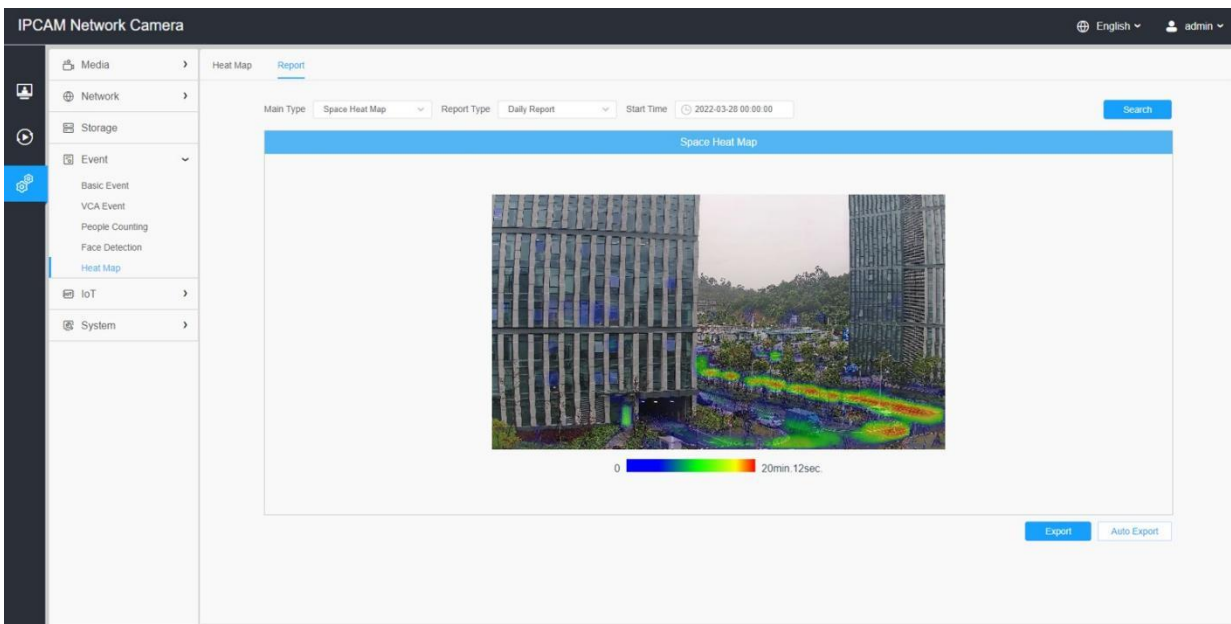 IPCAM Network Camera
English
admin
Media
Network
Storage
Event
Basic Event
VCA Event
People Counting
Face Detection
Heat Map
IoT
System
Heat Map Report
Main Type Space Heat Map Report Type Daily Report Start Time 2022-03-28 00:00:00 Search
Space Heat Map
0 20min.12sec.
Export Auto Export